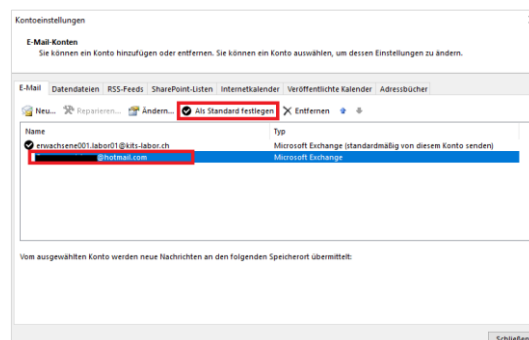 Kontoeinstellungen
E-Mail-Konten
Sie können ein Konto hinzufügen oder entfernen. Sie können ein Konto auswählen, um dessen Einstellungen zu ändern.
E-Mail Datendateien RSS-Feeds SharePoint-Listen Internetkalender Veröffentlichte Kalender Adressbücher
Neu... Reparieren... Ändern... Als Standard festlegen Entfernen
Name Typ
erwachsene001.labor01@kits-labor.ch Microsoft Exchange (standardmäßig von diesem Konto senden)
@hotmail.com Microsoft Exchange
Vom ausgewählten Konto werden neue Nachrichten an den folgenden Speicherort übermittelt:
Schließen